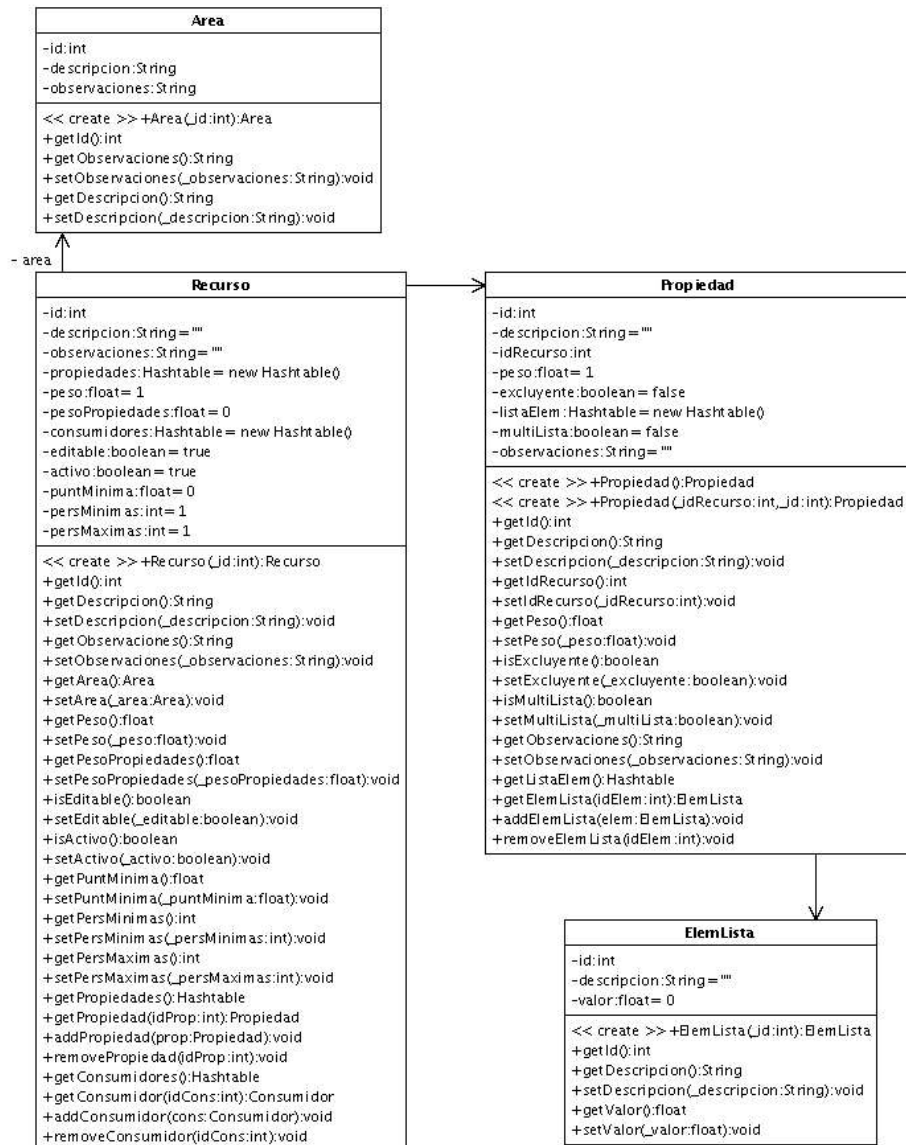 Area
-id:int
-descripcion:String
-observaciones:String
<< create >>+Area(_id:int):Area
+getId():int
+getObservaciones():String
+setObservaciones(_observaciones:String):void
+getDescripcion():String
+setDescripcion(_descripcion:String):void
- area
Recurso
-id:int
-descripcion:String=""
-observaciones:String=""
-propiedades:Hashtable=new Hashtable()
-peso:float=1
-pesoPropiedades:float=0
-consumidores:Hashtable=new Hashtable()
-editable:boolean=true
-activo:boolean=true
-puntMinima:float=0
-persMinimas:int=1
-persMaximas:int=1
<< create >>+Recurso(_id:int):Recurso
+getId():int
+getDescripcion():String
+setDescripcion(_descripcion:String):void
+getObservaciones():String
+setObservaciones(_observaciones:String):void
+getArea():Area
+setArea(_area:Area):void
+getPeso():float
+setPeso(_peso:float):void
+getPesoPropiedades():float
+setPesoPropiedades(_pesoPropiedades:float):void
+isEditable():boolean
+setEditable(_editable:boolean):void
+isActivo():boolean
+setActivo(_activo:boolean):void
+getPuntMinima():float
+setPuntMinima(_puntMinima:float):void
+getPersMinimas():int
+setPersMinimas(_persMinimas:int):void
+getPersMaximas():int
+setPersMaximas(_persMaximas:int):void
+getPropiedades():Hashtable
+getPropiedad(idProp:int):Propiedad
+addPropiedad(prop:Propiedad):void
+removePropiedad(idProp:int):void
+getConsumidores():Hashtable
+getConsumidor(idCons:int):Consumidor
+addConsumidor(cons:Consumidor):void
+removeConsumidor(idCons:int):void
Propiedad
-id:int
-descripcion:String=""
-idRecurso:int
-peso:float=1
-excluyente:boolean=false
-listaElem:Hashtable=new Hashtable()
-multiLista:boolean=false
-observaciones:String=""
<< create >>+Propiedad():Propiedad
<< create >>+Propiedad(_idRecurso:int,_id:int):Propiedad
+getId():int
+getDescripcion():String
+setDescripcion(_descripcion:String):void
+getIdRecurso():int
+setIdRecurso(_idRecurso:int):void
+getPeso():float
+setPeso(_peso:float):void
+isExcluyente():boolean
+setExcluyente(_excluyente:boolean):void
+isMultiLista():boolean
+setMultiLista(_multiLista:boolean):void
+getObservaciones():String
+setObservaciones(_observaciones:String):void
+getListaElem():Hashtable
+getElemLista(idElem:int):ElemLista
+addElemLista(elem:ElemLista):void
+removeElemLista(idElem:int):void
ElemLista
-id:int
-descripcion:String=""
-valor:float=0
<< create >>+ElemLista(_id:int):ElemLista
+getId():int
+getDescripcion():String
+setDescripcion(_descripcion:String):void
+getValor():float
+setValor(_valor:float):void